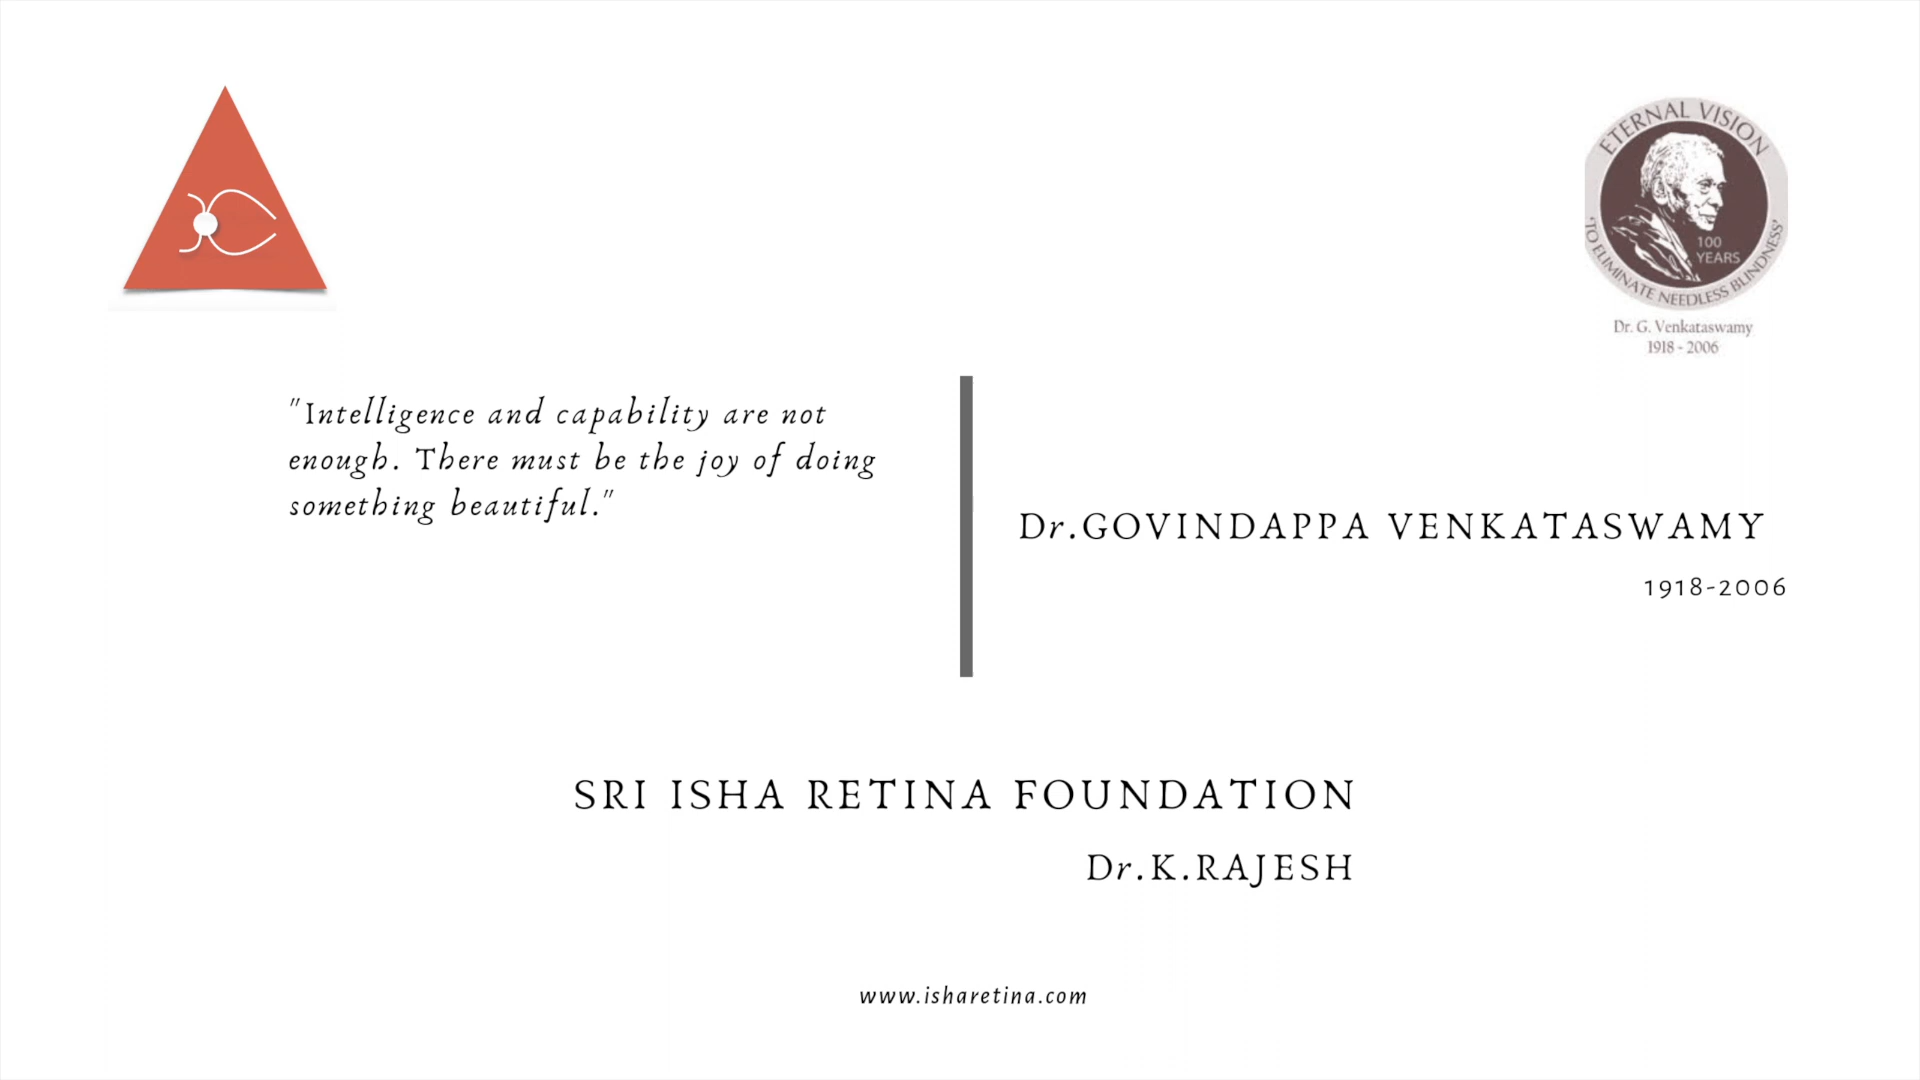 ETERNAL VISION
100
YEARS
'TO ELIMINATE NEEDLESS BLINDNESS'
Dr. G. Venkataswamy
1918 - 2006
"Intelligence and capability are not
enough. There must be the joy of doing
something beautiful."
Dr.GOVINDAPPA VENKATASWAMY
1918-2006
SRI ISHA RETINA FOUNDATION
Dr.K.RAJESH
www.isharetina.com